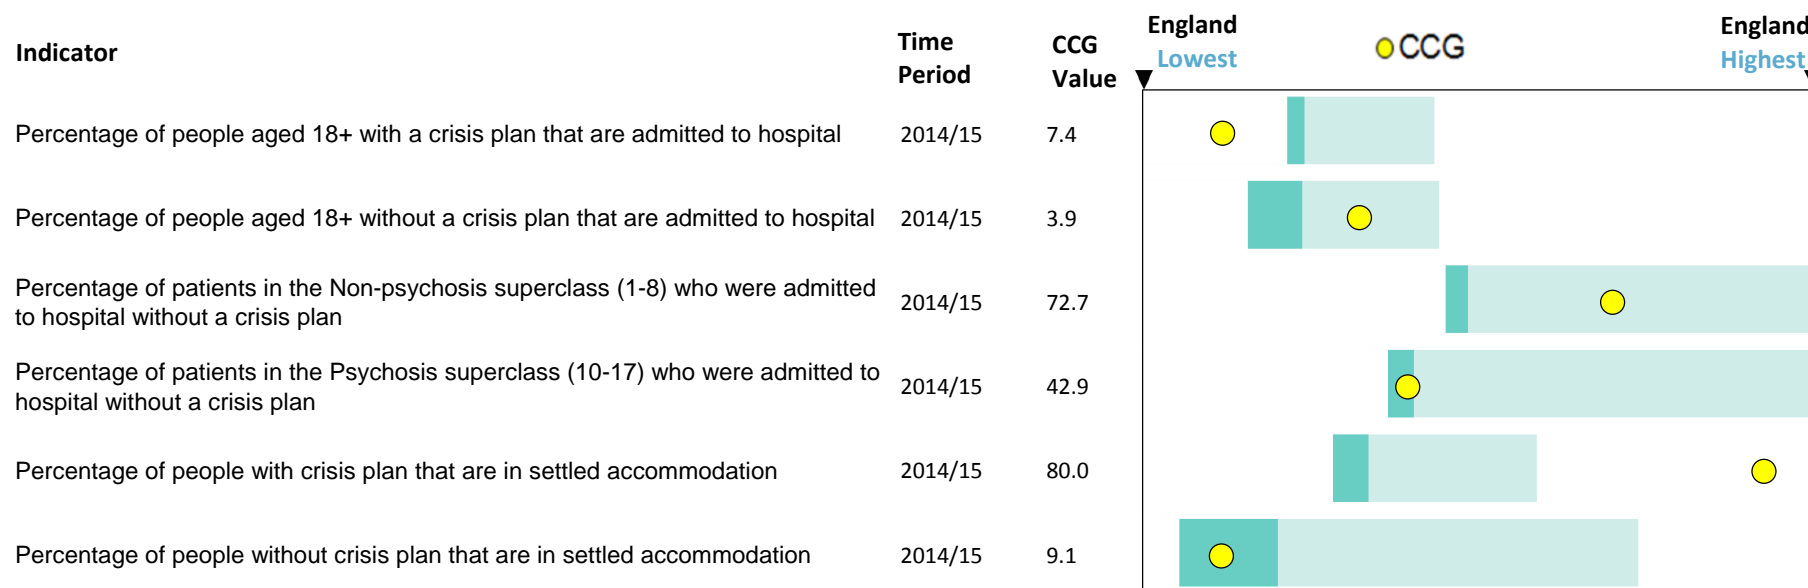 Indicator
Time
Period
CCG
Value
England
Lowest
CCG
England
Highest
Percentage of people aged 18+ with a crisis plan that are admitted to hospital 2014/15 7.4
Percentage of people aged 18+ without a crisis plan that are admitted to hospital 2014/15 3.9
Percentage of patients in the Non-psychosis superclass (1-8) who were admitted
to hospital without a crisis plan
2014/15 72.7
Percentage of patients in the Psychosis superclass (10-17) who were admitted to
hospital without a crisis plan
2014/15 42.9
Percentage of people with crisis plan that are in settled accommodation 2014/15 80.0
Percentage of people without crisis plan that are in settled accommodation 2014/15 9.1